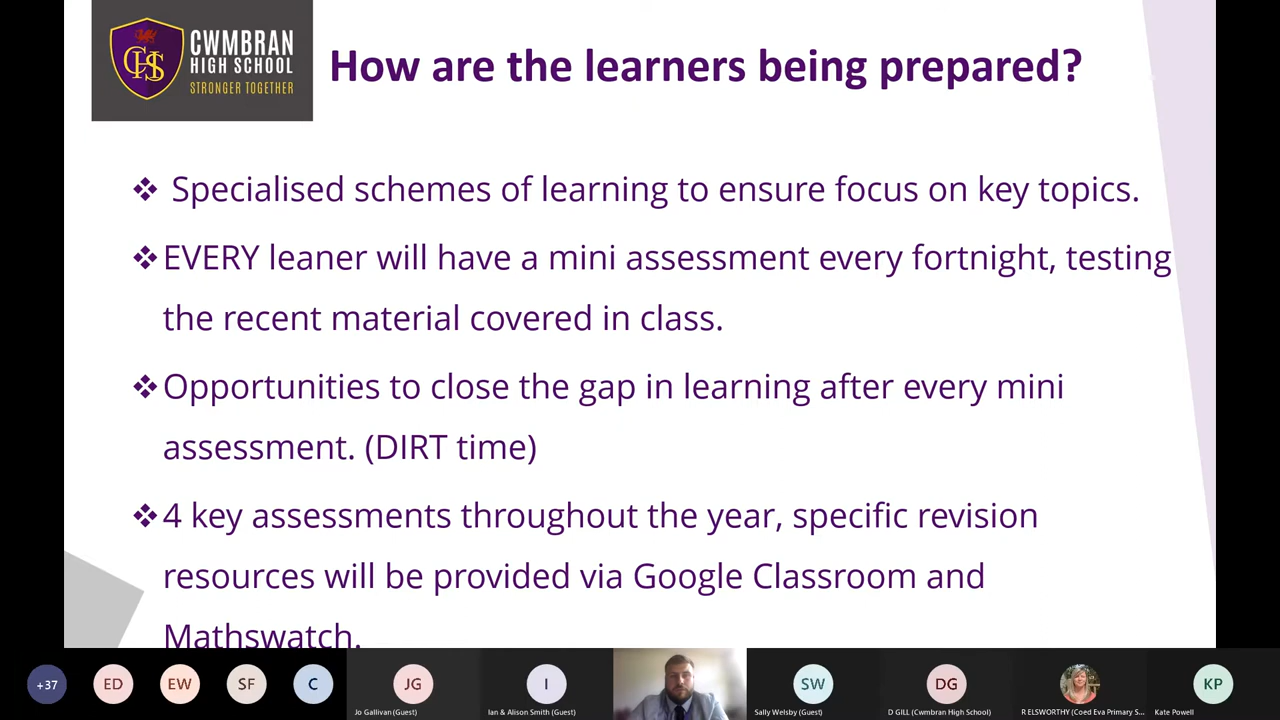 CWMBRAN
HIGH SCHOOL
STRONGER TOGETHER
CHS
How are the learners being prepared?
❖ Specialised schemes of learning to ensure focus on key topics.
❖ EVERY leaner will have a mini assessment every fortnight, testing
the recent material covered in class.
❖ Opportunities to close the gap in learning after every mini
assessment. (DIRT time)
❖ 4 key assessments throughout the year, specific revision
resources will be provided via Google Classroom and
Mathswatch.
+37 ED EW SF C JG I SW DG KP
Jo Gallivan (Guest) Ian & Alison Smith (Guest) Sally Welsby (Guest) D GILL (Cwmbran High School) R ELSWORTHY (Coed Eva Primary S... Kate Powell